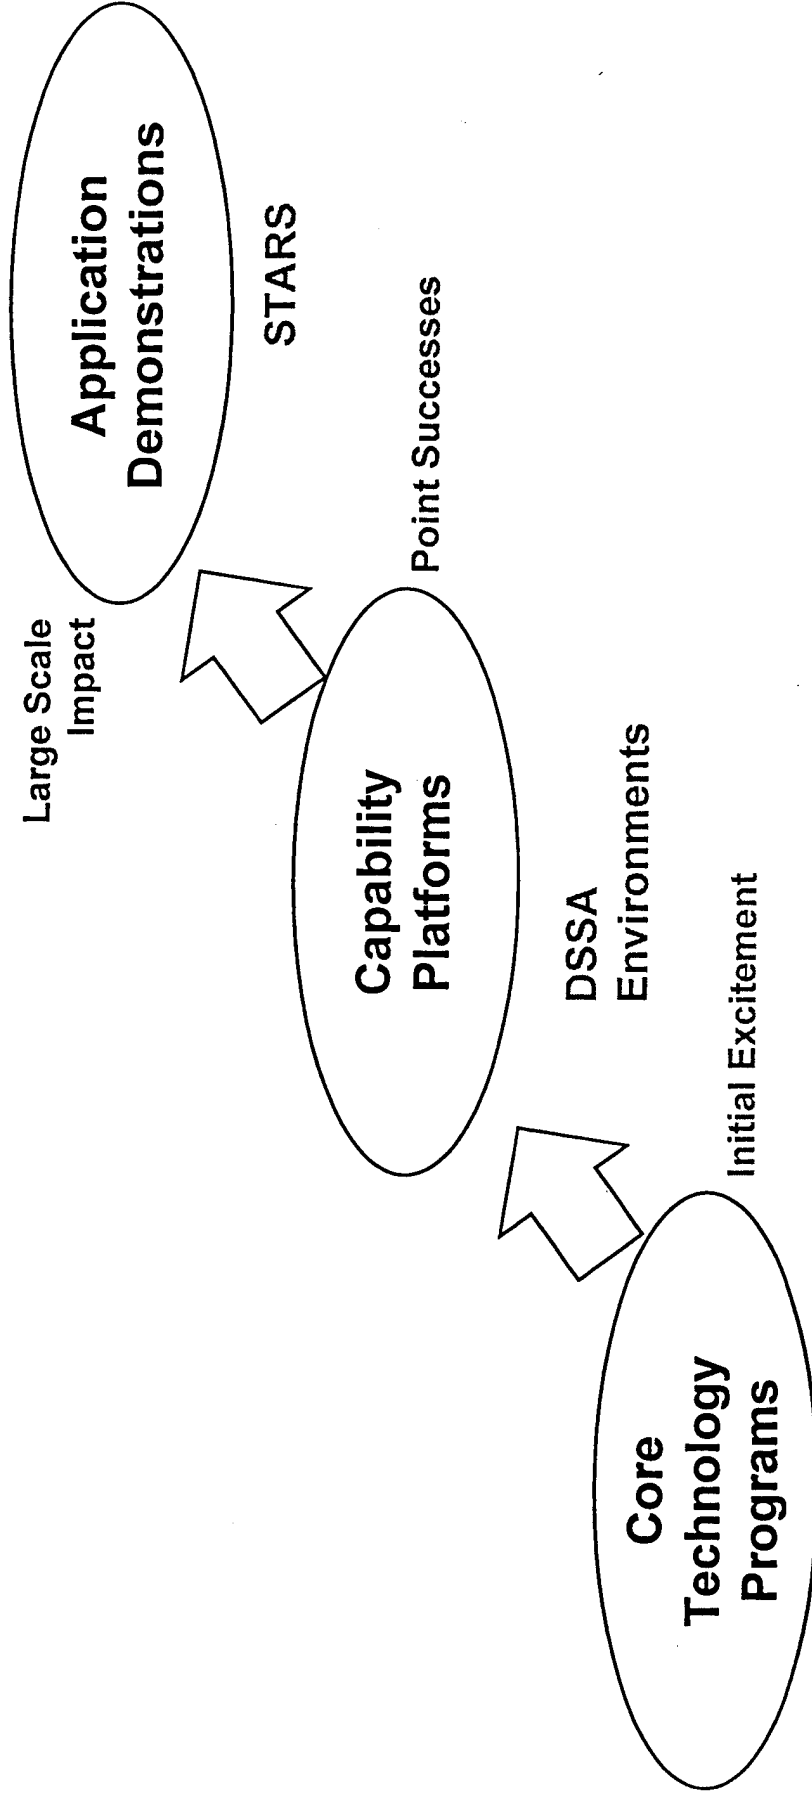 Large Scale
Impact
Application
Demonstrations
STARS
Capability
Platforms
Point Successes
DSSA
Environments
Core
Technology
Programs
Initial Excitement